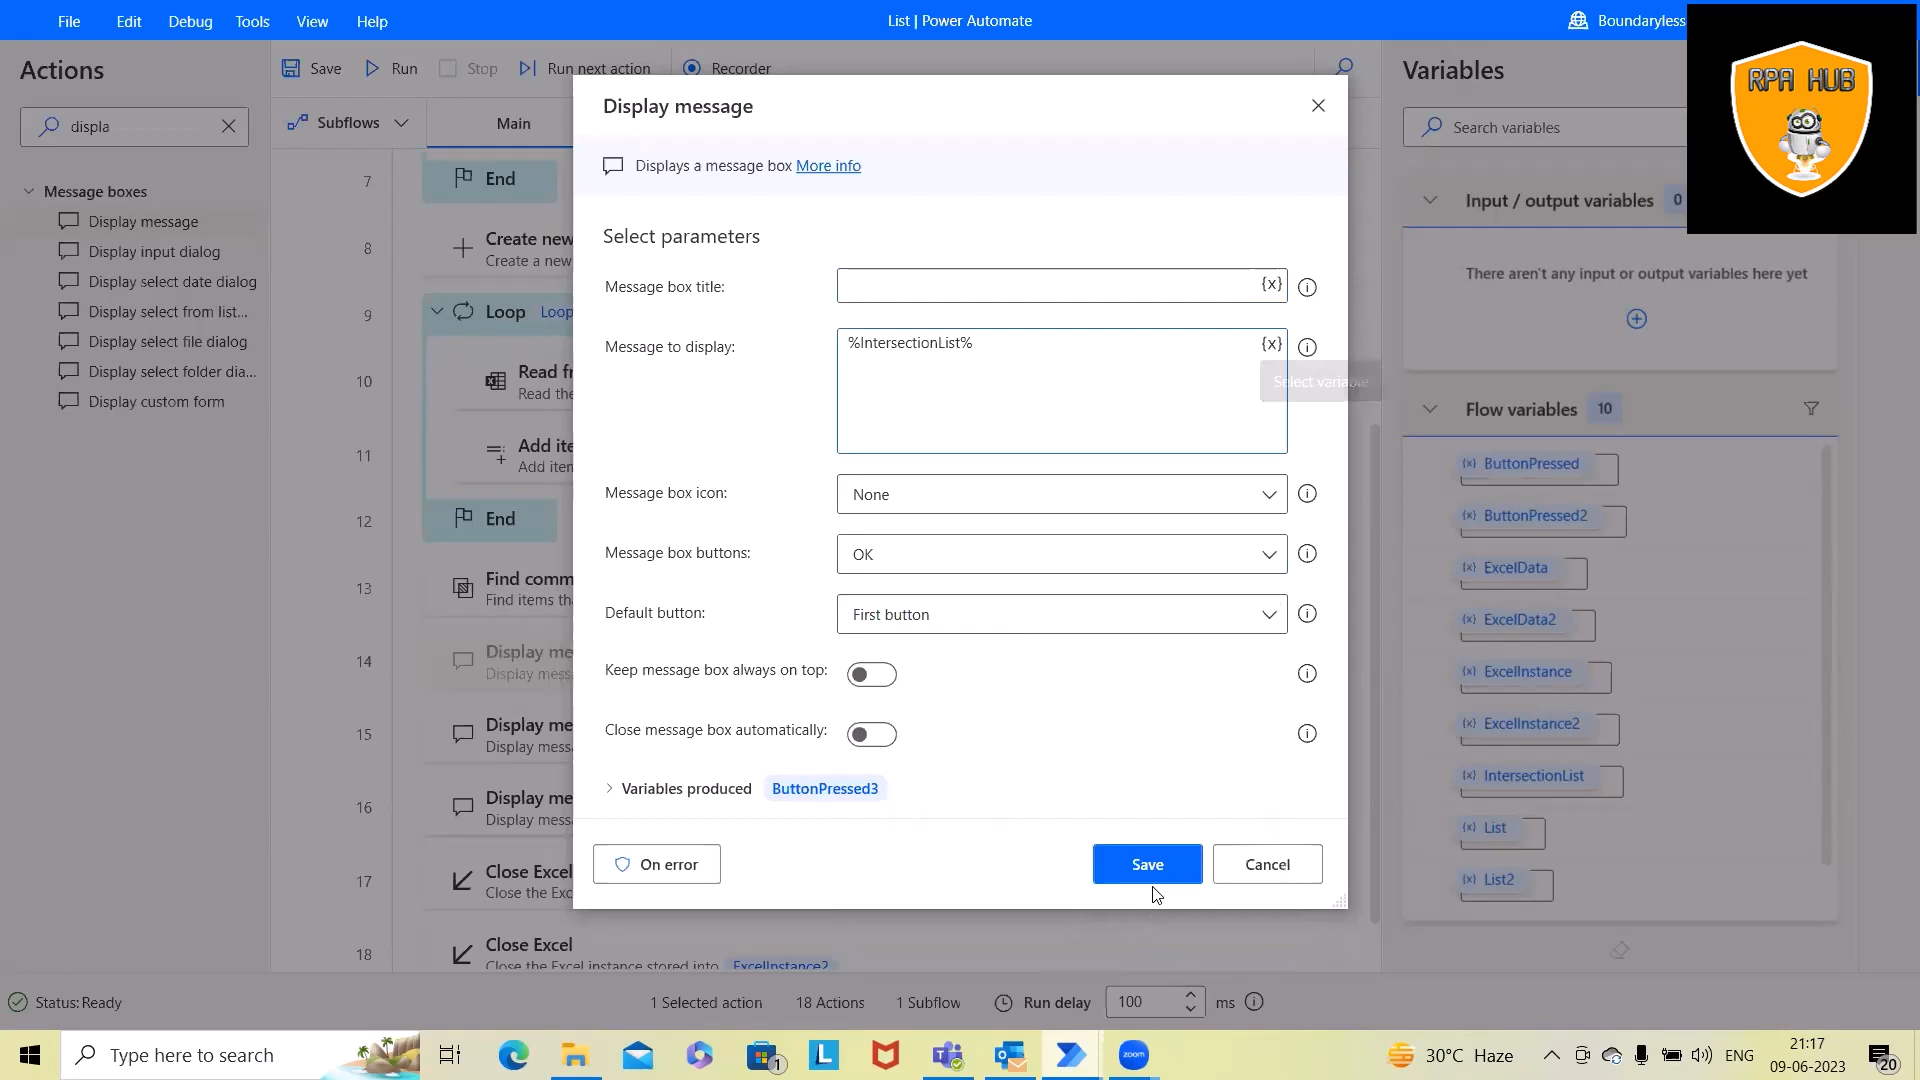 File Edit Debug Tools View Help
List | Power Automate
Boundaryless
RPA HUB
Actions
displa
Message boxes
Display message
Display input dialog
Display select date dialog
Display select from list...
Display select file dialog
Display select folder dia...
Display custom form
Save Run Stop Run next action Recorder
Subflows Main
7 End
8 Create new
Create a new
9 Loop Loop
10 Read fr
Read the
11 Add ite
Add iten
12 End
13 Find comm
Find items tha
14 Display me
Display mess
15 Display me
Display mess
16 Display me
Display mess
17 Close Excel
Close the Exc
18 Close Excel
Close the Excel instance stored into ExcelInstance2
Display message
Displays a message box More info
Select parameters
Message box title: {x}
Message to display: %IntersectionList% {x}
Select variable
Message box icon: None
Message box buttons: OK
Default button: First button
Keep message box always on top:
Close message box automatically:
Variables produced ButtonPressed3
On error Save Cancel
Variables
Search variables
Input / output variables 0
There aren't any input or output variables here yet
Flow variables 10
{x} ButtonPressed
{x} ButtonPressed2
{x} ExcelData
{x} ExcelData2
{x} ExcelInstance
{x} ExcelInstance2
{x} IntersectionList
{x} List
{x} List2
Status: Ready 1 Selected action 18 Actions 1 Subflow Run delay 100 ms
Type here to search
1
L
zoom
30°C Haze
ENG
21:17
09-06-2023
20